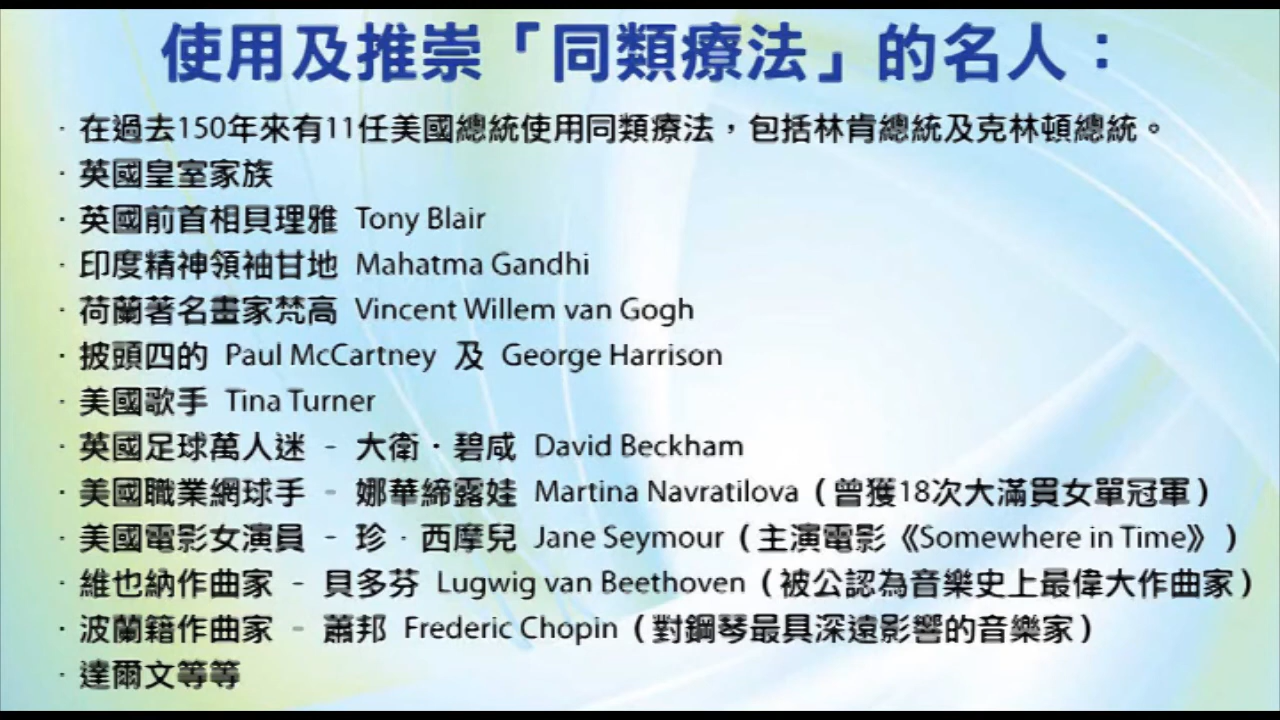 使用及推崇「同類療法」的名人：
· 在過去150年來有11任美國總統使用同類療法，包括林肯總統及克林頓總統。
· 英國皇室家族
· 英國前首相貝理雅 Tony Blair
· 印度精神領袖甘地 Mahatma Gandhi
· 荷蘭著名畫家梵高 Vincent Willem van Gogh
· 披頭四的 Paul McCartney 及 George Harrison
· 美國歌手 Tina Turner
· 英國足球萬人迷 - 大衛·碧咸 David Beckham
· 美國職業網球手 - 娜華締露娃 Martina Navratilova（曾獲18次大滿貫女單冠軍）
· 美國電影女演員 - 珍·西摩兒 Jane Seymour（主演電影《Somewhere in Time》）
· 維也納作曲家 - 貝多芬 Lugwig van Beethoven（被公認為音樂史上最偉大作曲家）
· 波蘭籍作曲家 - 蕭邦 Frederic Chopin（對鋼琴最具深遠影響的音樂家）
· 達爾文等等